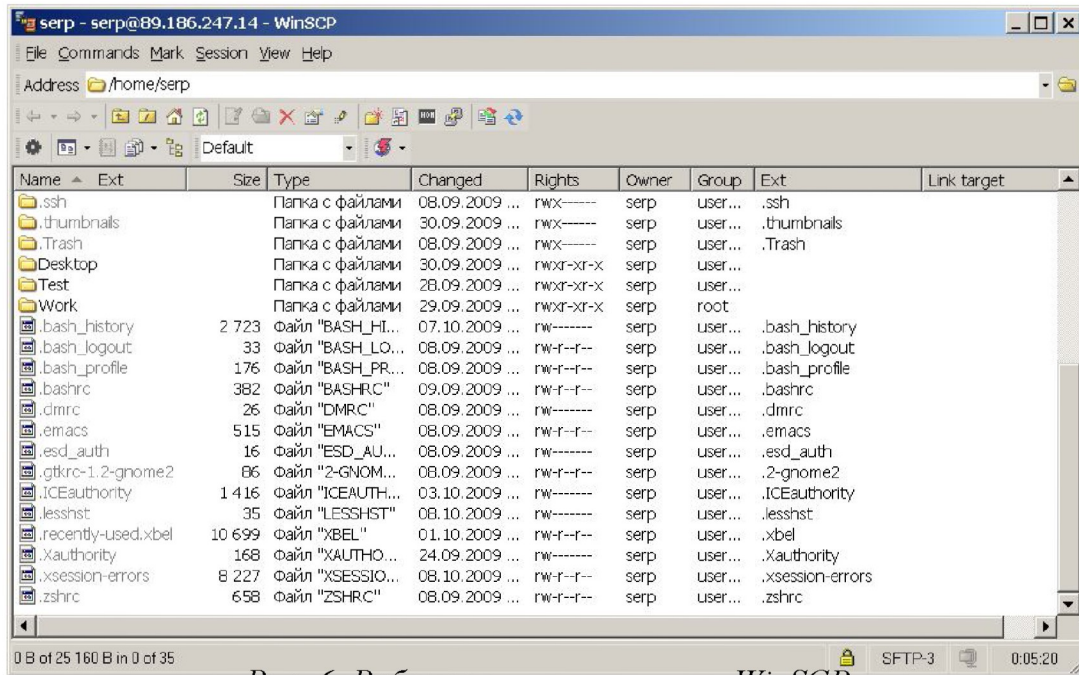 serp - serp@89.186.247.14 - WinSCP
File Commands Mark Session View Help
Address /home/serp
Default
Name Ext Size Type Changed Rights Owner Group Ext Link target
.ssh Папка с файлами 08.09.2009 ... rwx------ serp user... .ssh
.thumbnails Папка с файлами 30.09.2009 ... rwx------ serp user... .thumbnails
.Trash Папка с файлами 08.09.2009 ... rwx------ serp user... .Trash
Desktop Папка с файлами 30.09.2009 ... rwxr-xr-x serp user...
Test Папка с файлами 28.09.2009 ... rwxr-xr-x serp user...
Work Папка с файлами 29.09.2009 ... rwxr-xr-x serp root
.bash_history 2 723 Файл "BASH_HI... 07.10.2009 ... rw------- serp user... .bash_history
.bash_logout 33 Файл "BASH_LO... 08.09.2009 ... rw-r--r-- serp user... .bash_logout
.bash_profile 176 Файл "BASH_PR... 08.09.2009 ... rw-r--r-- serp user... .bash_profile
.bashrc 382 Файл "BASHRC" 09.09.2009 ... rw-r--r-- serp user... .bashrc
.dmrc 26 Файл "DMRC" 08.09.2009 ... rw------- serp user... .dmrc
.emacs 515 Файл "EMACS" 08.09.2009 ... rw-r--r-- serp user... .emacs
.esd_auth 16 Файл "ESD_AU... 08.09.2009 ... rw------- serp user... .esd_auth
.gtkrc-1.2-gnome2 86 Файл "2-GNOM... 08.09.2009 ... rw-r--r-- serp user... .2-gnome2
.ICEauthority 1 416 Файл "ICEAUTH... 03.10.2009 ... rw------- serp user... .ICEauthority
.lesshst 35 Файл "LESSHST" 08.10.2009 ... rw------- serp user... .lesshst
.recently-used.xbel 10 699 Файл "XBEL" 01.10.2009 ... rw-r--r-- serp user... .xbel
.Xauthority 168 Файл "XAUTHO... 24.09.2009 ... rw------- serp user... .Xauthority
.xsession-errors 8 227 Файл "XSESSIO... 08.10.2009 ... rw-r--r-- serp user... .xsession-errors
.zshrc 658 Файл "ZSHRC" 08.09.2009 ... rw-r--r-- serp user... .zshrc
0 B of 25 160 B in 0 of 35 SFTP-3 0:05:20